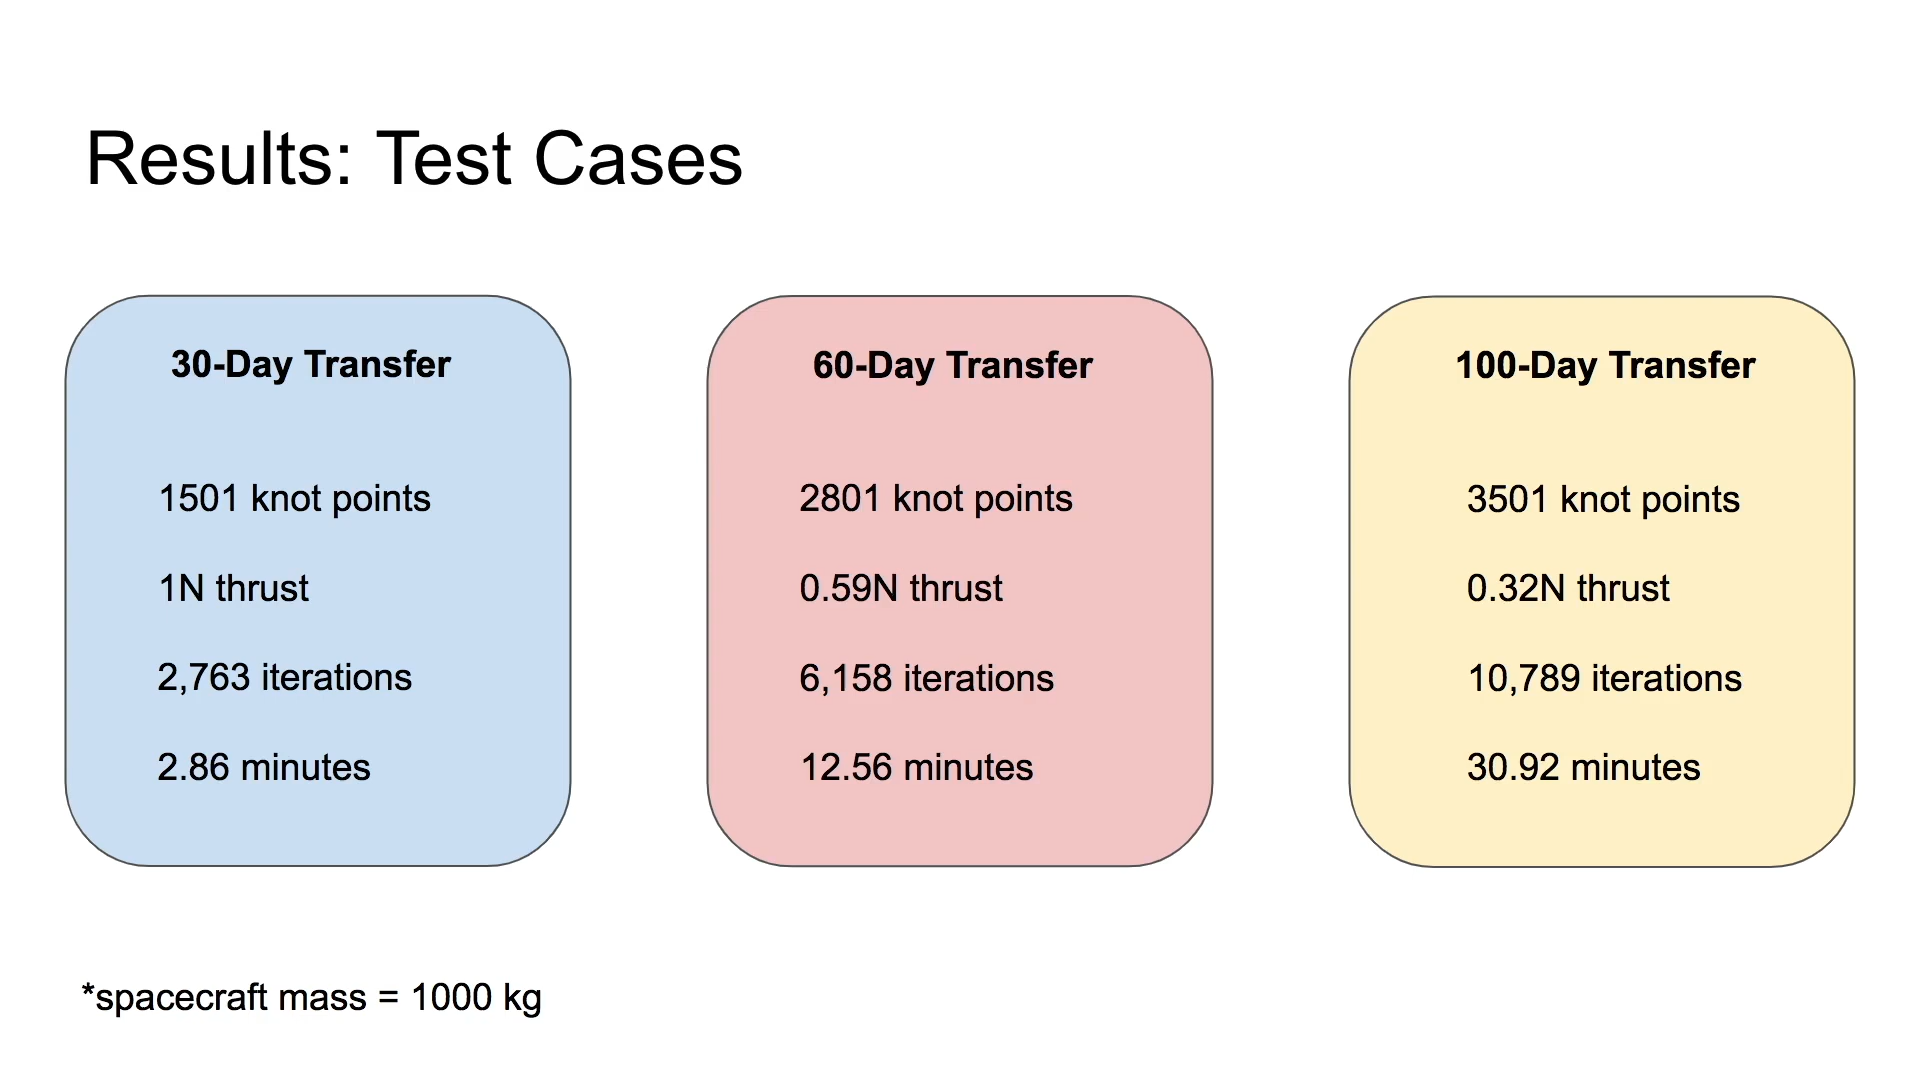 Results: Test Cases
30-Day Transfer
1501 knot points
1N thrust
2,763 iterations
2.86 minutes
60-Day Transfer
2801 knot points
0.59N thrust
6,158 iterations
12.56 minutes
100-Day Transfer
3501 knot points
0.32N thrust
10,789 iterations
30.92 minutes
*spacecraft mass = 1000 kg